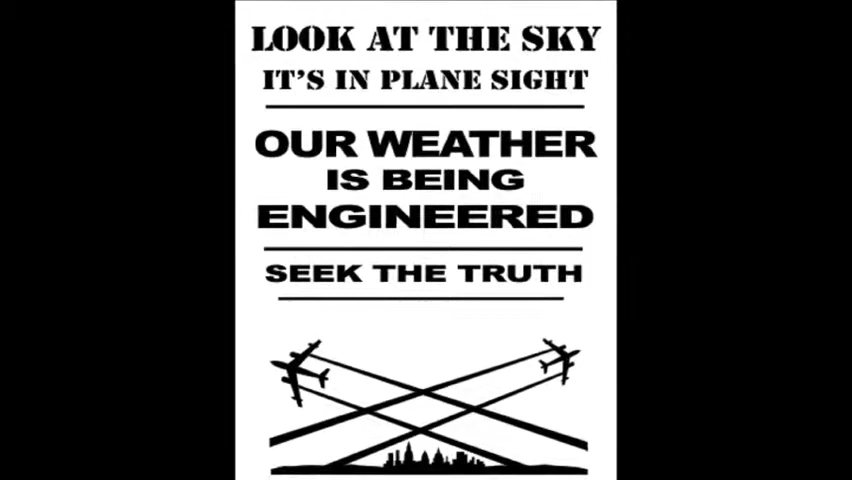 LOOK AT THE SKY
IT'S IN PLANE SIGHT
OUR WEATHER
IS BEING
ENGINEERED
SEEK THE TRUTH